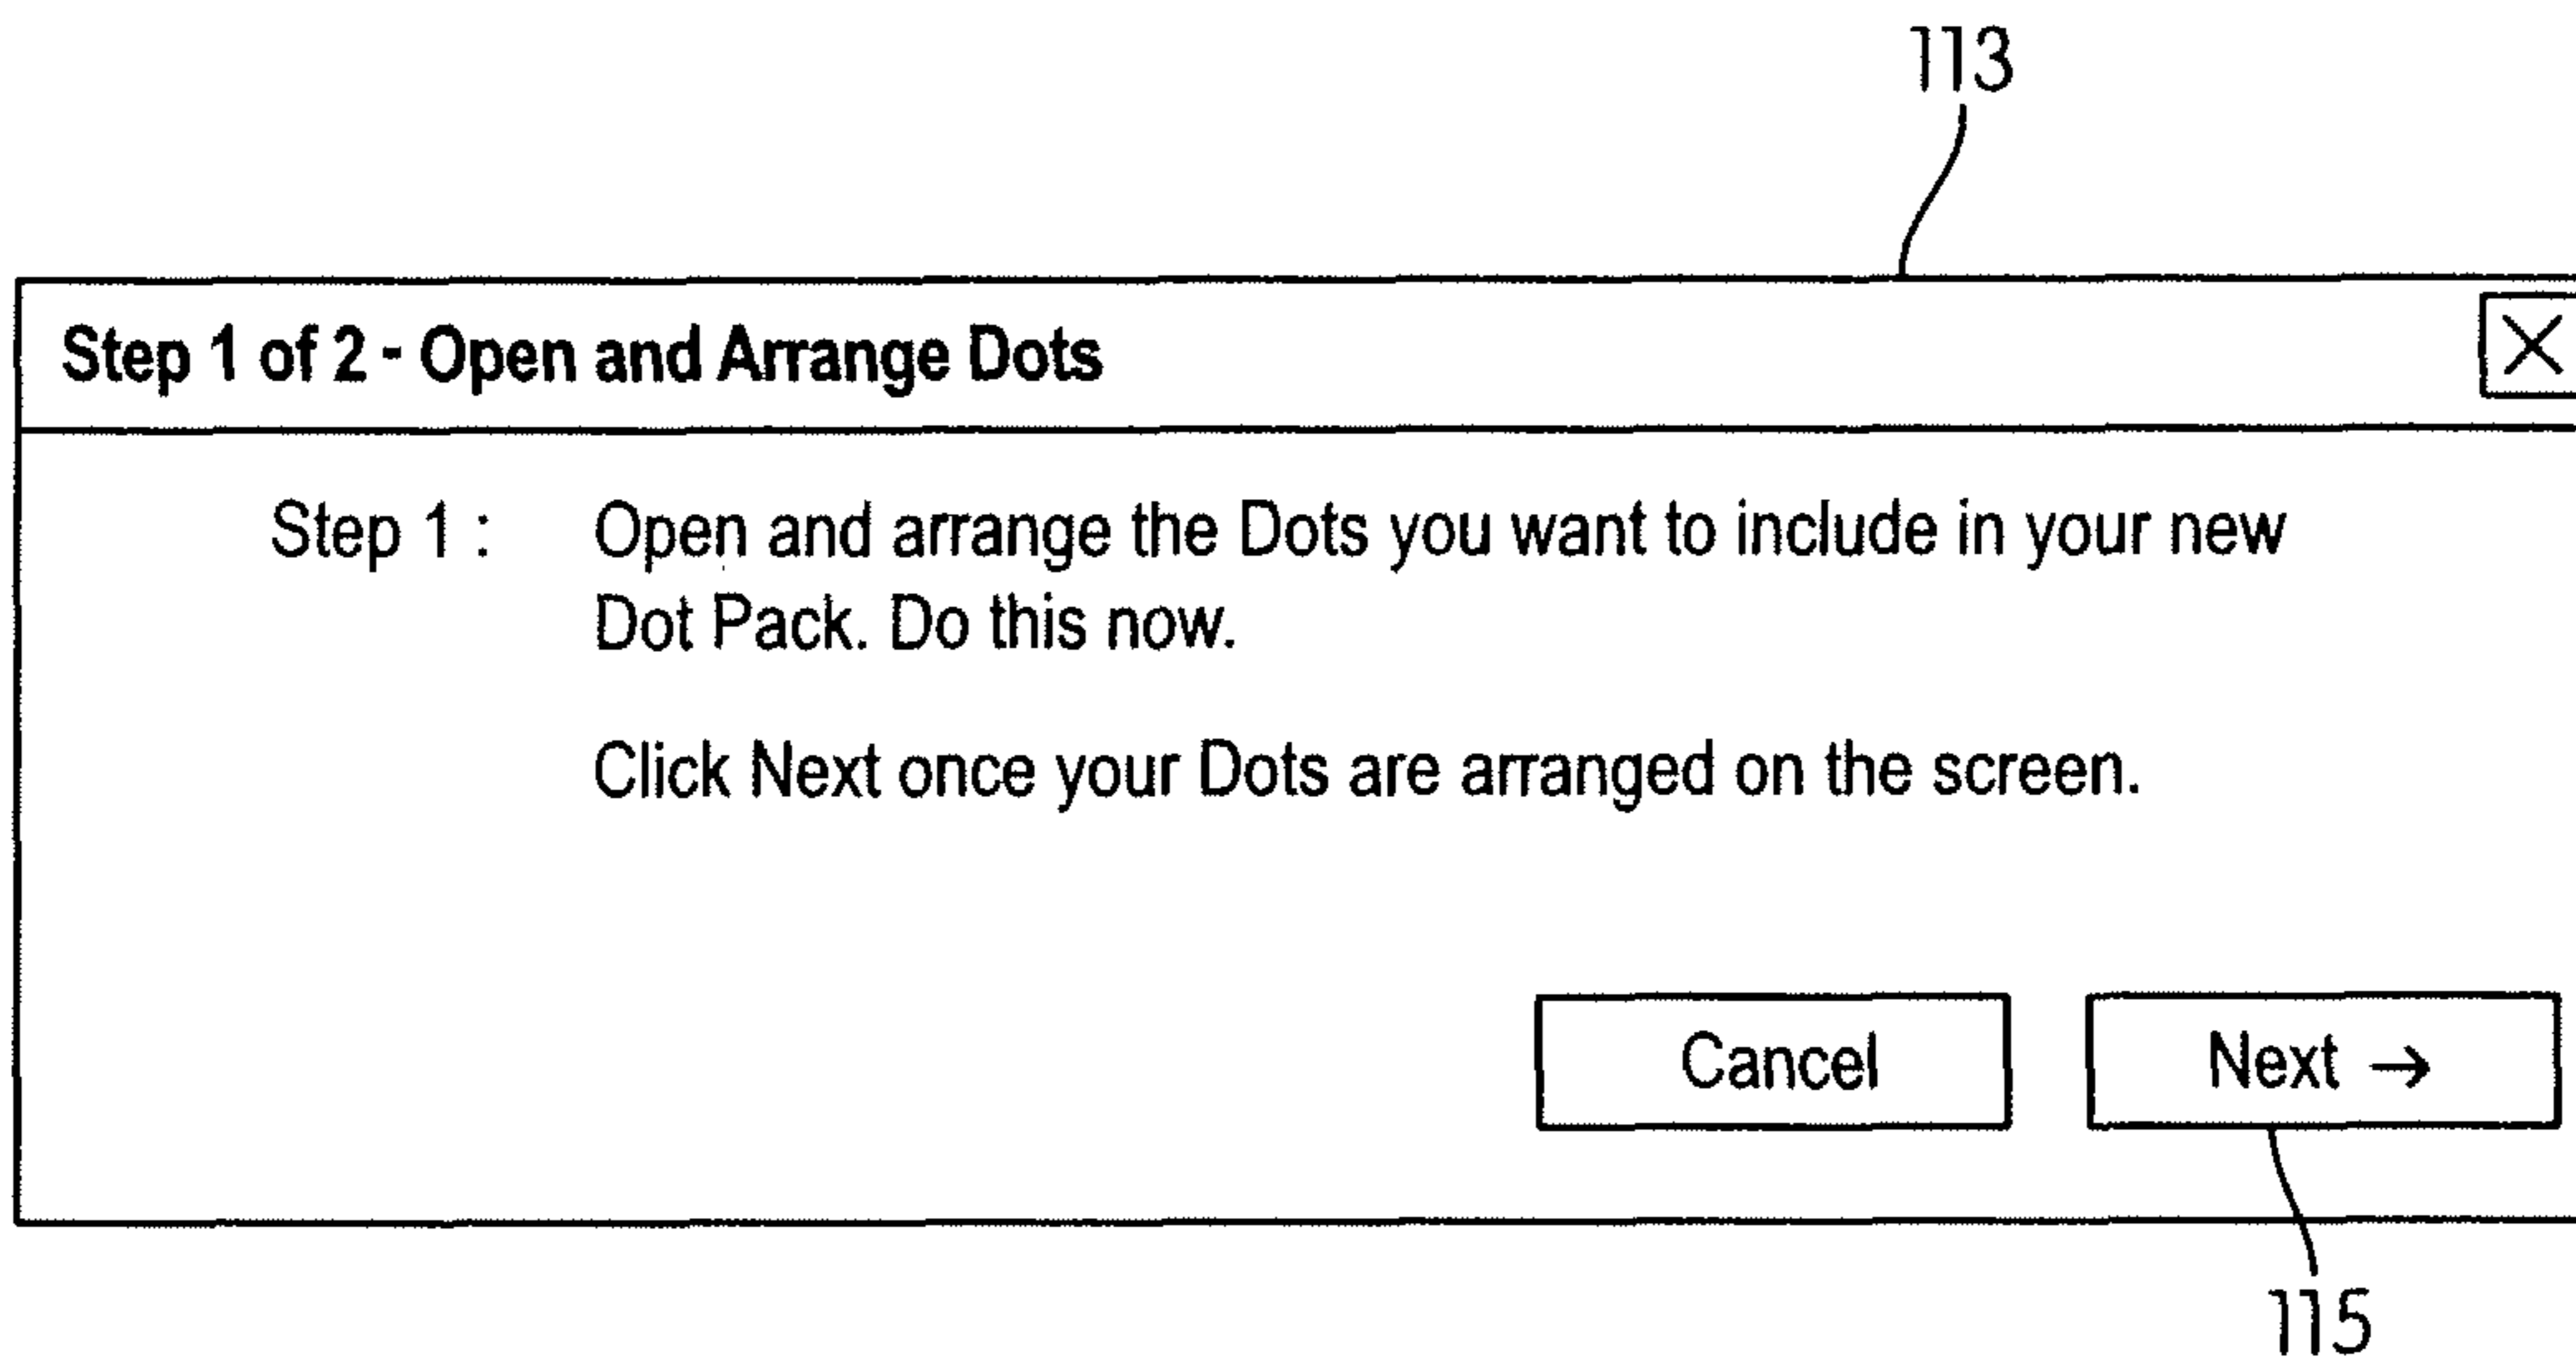 113
Step 1 of 2 - Open and Arrange Dots
Step 1 : Open and arrange the Dots you want to include in your new
Dot Pack. Do this now.
Click Next once your Dots are arranged on the screen.
Cancel Next →
115